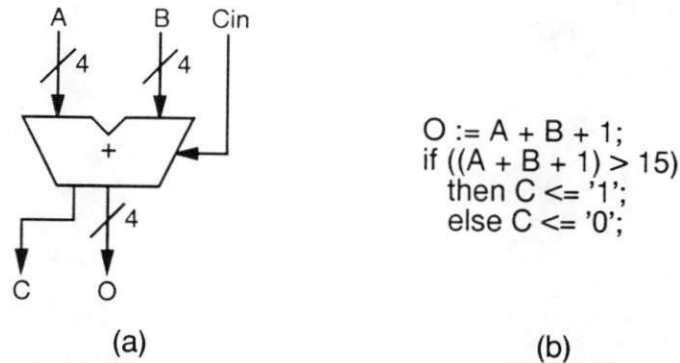 A B Cin
4 4
+
4
C O
(a)
O := A + B + 1;
if ((A + B + 1) > 15)
then C <= '1';
else C <= '0';
(b)